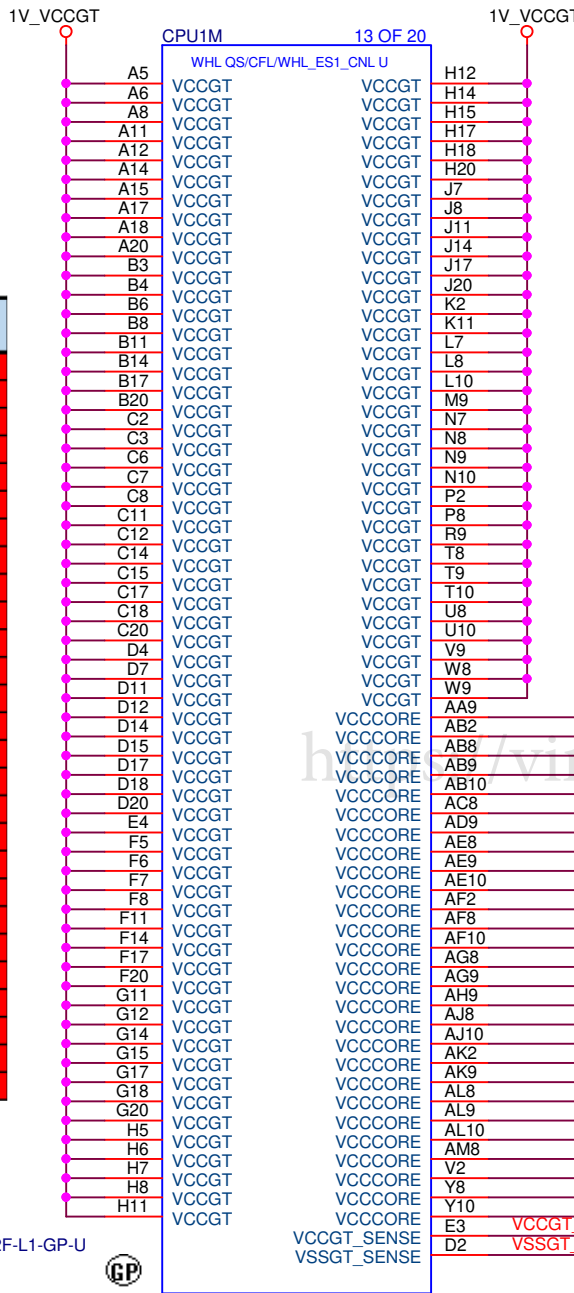 1V_VCCGT 1V_VCCGT
CPU1M 13 OF 20
WHL QS/CFL/WHL_ES1_CNL U
A5 VCCGT VCCGT H12
A6 VCCGT VCCGT H14
A8 VCCGT VCCGT H15
A11 VCCGT VCCGT H17
A12 VCCGT VCCGT H18
A14 VCCGT VCCGT H20
A15 VCCGT VCCGT J7
A17 VCCGT VCCGT J8
A18 VCCGT VCCGT J11
A20 VCCGT VCCGT J14
B3 VCCGT VCCGT J17
B4 VCCGT VCCGT J20
B6 VCCGT VCCGT K2
B8 VCCGT VCCGT K11
B11 VCCGT VCCGT L7
B14 VCCGT VCCGT L8
B17 VCCGT VCCGT L10
B20 VCCGT VCCGT M9
C2 VCCGT VCCGT N7
C3 VCCGT VCCGT N8
C6 VCCGT VCCGT N9
C7 VCCGT VCCGT N10
C8 VCCGT VCCGT P2
C11 VCCGT VCCGT P8
C12 VCCGT VCCGT R9
C14 VCCGT VCCGT T8
C15 VCCGT VCCGT T9
C17 VCCGT VCCGT T10
C18 VCCGT VCCGT U8
C20 VCCGT VCCGT U10
D4 VCCGT VCCGT V9
D7 VCCGT VCCGT W8
D11 VCCGT VCCGT W9
D12 VCCGT VCCCORE AA9
D14 VCCGT VCCCORE AB2
D15 VCCGT VCCCORE AB8
D17 VCCGT VCCCORE AB9
D18 VCCGT VCCCORE AB10
D20 VCCGT VCCCORE AC8
E4 VCCGT VCCCORE AD9
F5 VCCGT VCCCORE AE8
F6 VCCGT VCCCORE AE9
F7 VCCGT VCCCORE AE10
F8 VCCGT VCCCORE AF2
F11 VCCGT VCCCORE AF8
F14 VCCGT VCCCORE AF10
F17 VCCGT VCCCORE AG8
F20 VCCGT VCCCORE AG9
G11 VCCGT VCCCORE AH9
G12 VCCGT VCCCORE AJ8
G14 VCCGT VCCCORE AJ10
G15 VCCGT VCCCORE AK2
G17 VCCGT VCCCORE AK9
G18 VCCGT VCCCORE AL8
G20 VCCGT VCCCORE AL9
H5 VCCGT VCCCORE AL10
H6 VCCGT VCCCORE AM8
H7 VCCGT VCCCORE V2
H8 VCCGT VCCCORE Y8
H11 VCCGT VCCCORE Y10
VCCGT_SENSE E3 VCCGT_
VSSGT_SENSE D2 VSSGT_
F-L1-GP-U
GP
https://vin